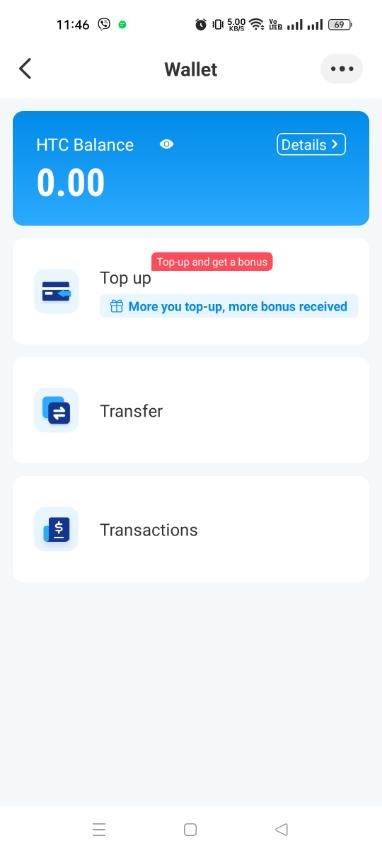 11:46
5.00
KB/S
Vo
LTE
69
Wallet
HTC Balance
Details >
0.00
Top-up and get a bonus
Top up
More you top-up, more bonus received
Transfer
$
Transactions